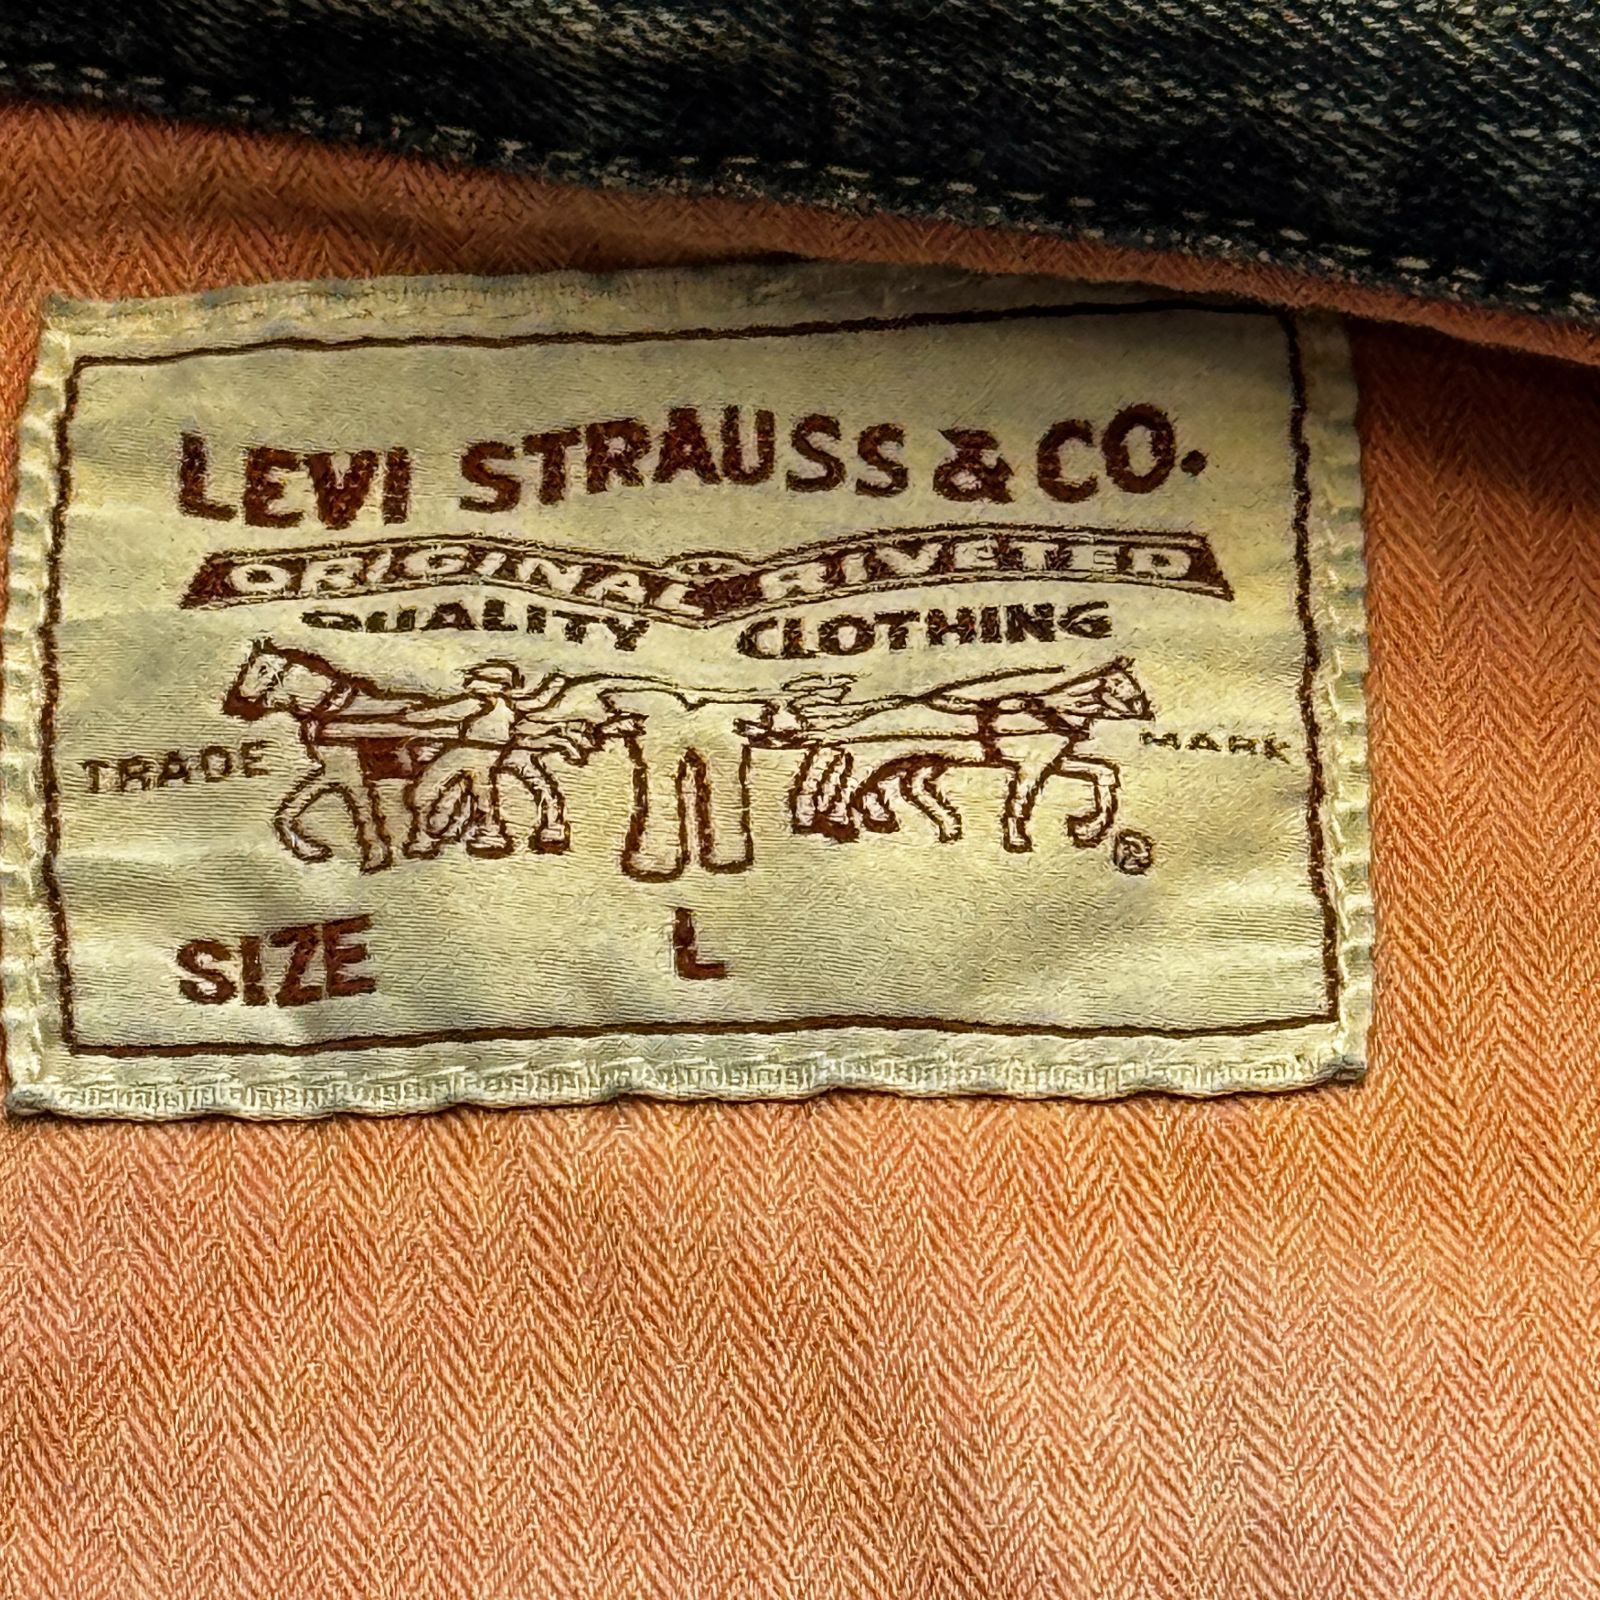 LEVI STRAUSS & CO.
ORIGINAL RIVETED
QUALITY CLOTHING
TRADE MARK
®
SIZE L